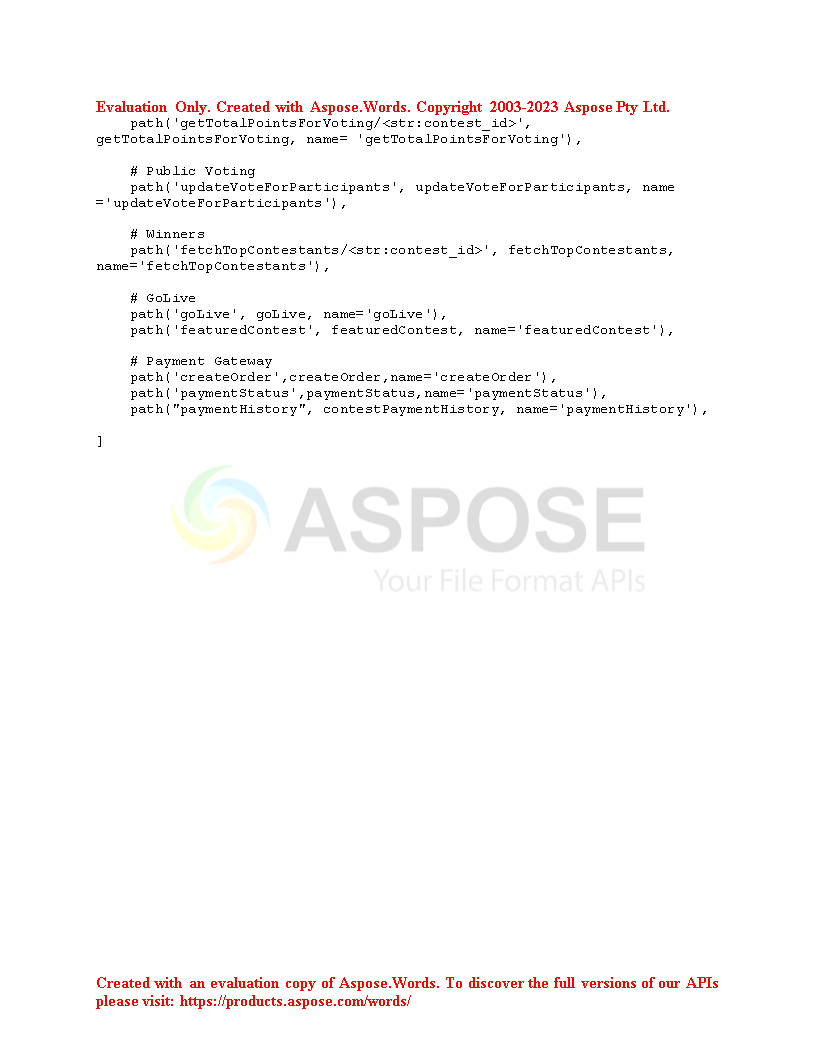 Evaluation Only. Created with Aspose.Words. Copyright 2003-2023 Aspose Pty Ltd.
    path('getTotalPointsForVoting/<str:contest_id>',
getTotalPointsForVoting, name= 'getTotalPointsForVoting'),

    # Public Voting
    path('updateVoteForParticipants', updateVoteForParticipants, name
='updateVoteForParticipants'),

    # Winners
    path('fetchTopContestants/<str:contest_id>', fetchTopContestants,
name='fetchTopContestants'),

    # GoLive
    path('goLive', goLive, name='goLive'),
    path('featuredContest', featuredContest, name='featuredContest'),

    # Payment Gateway
    path('createOrder',createOrder,name='createOrder'),
    path('paymentStatus',paymentStatus,name='paymentStatus'),
    path("paymentHistory", contestPaymentHistory, name='paymentHistory'),

]
ASPOSE
Your File Format APIs
Created with an evaluation copy of Aspose.Words. To discover the full versions of our APIs
please visit: https://products.aspose.com/words/